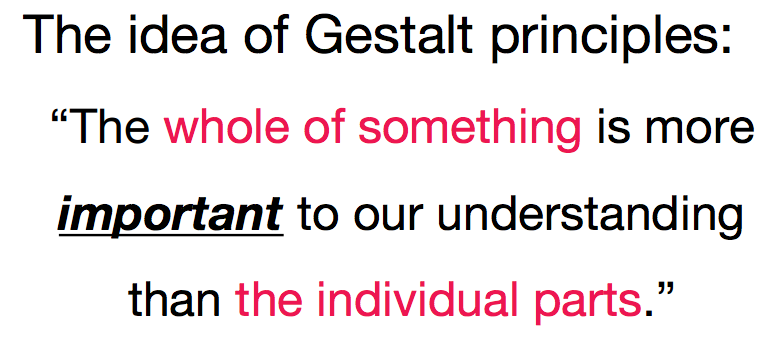 The idea of Gestalt principles:
“The whole of something is more
important to our understanding
than the individual parts.”